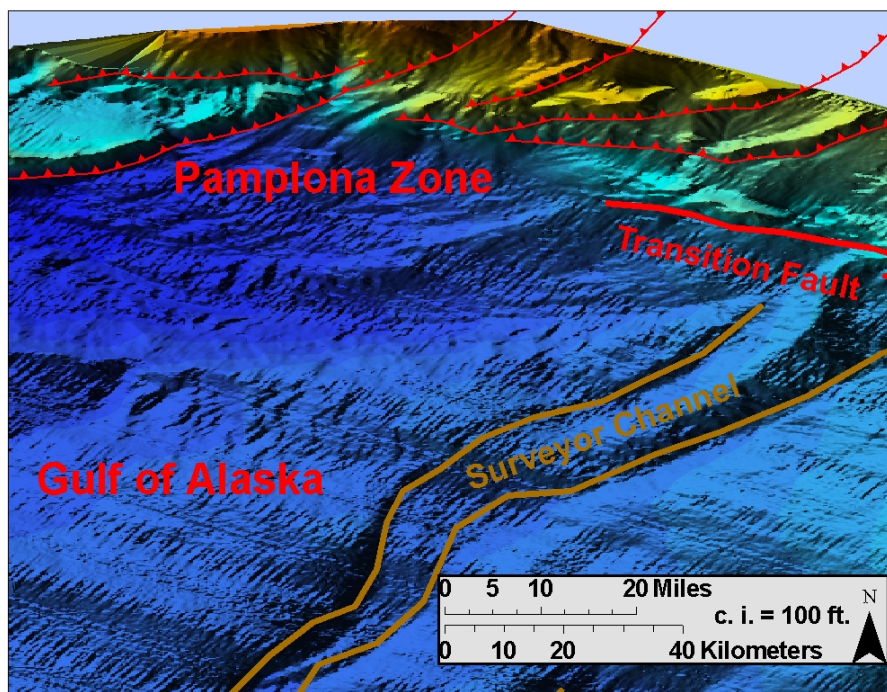 Pamplona Zone
Transition Fault
Surveyor Channel
Gulf of Alaska
0 5 10 20 Miles
N
c. i. = 100 ft.
0 10 20 40 Kilometers